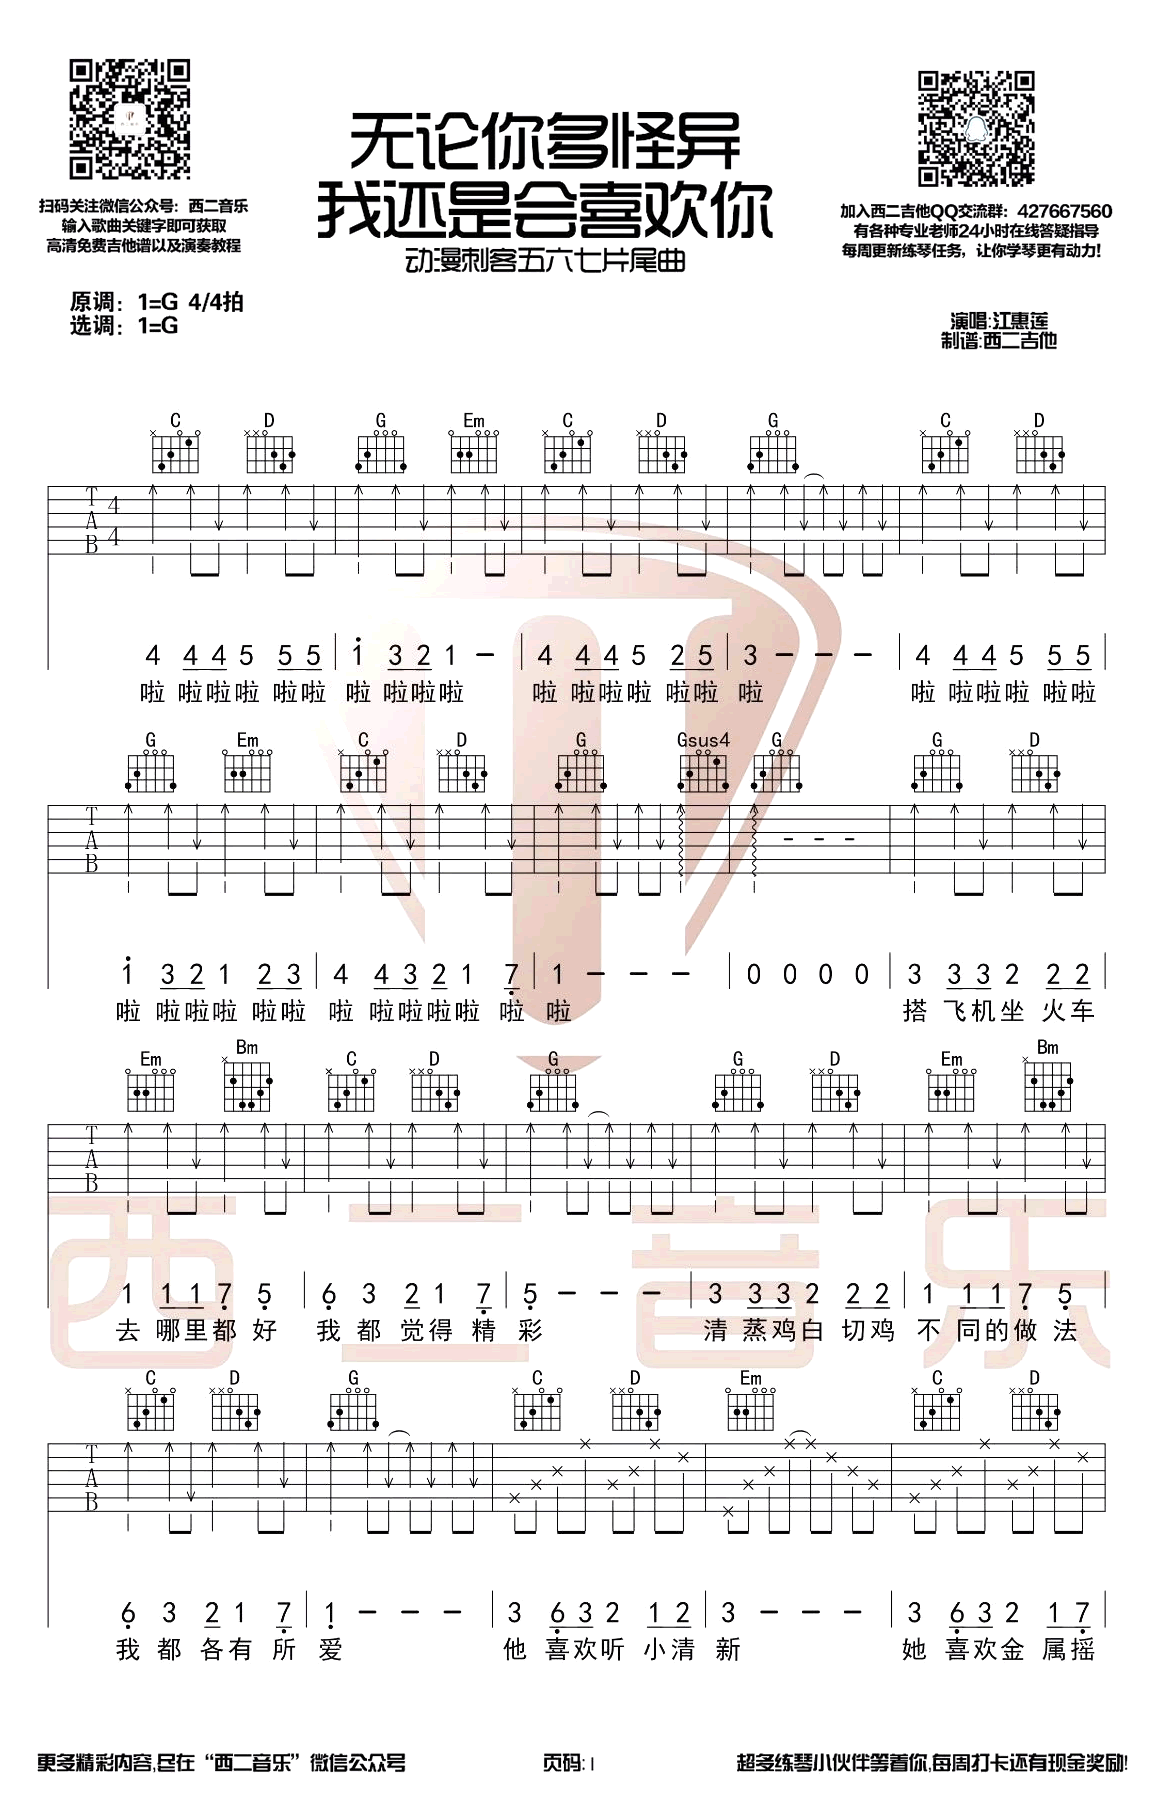 无论你多怪异
我还是会喜欢你
动漫刺客五六七片尾曲
扫码关注微信公众号：西二音乐
输入歌曲关键字即可获取
高清免费吉他谱以及演奏教程
加入西二吉他QQ交流群：427667560
有各种专业老师24小时在线答疑指导
每周更新练琴任务，让你学琴更有动力！
原调：1=G 4/4拍
选调：1=G
演唱:江惠莲
制谱:西二吉他
C D G Em C D G C D
T A B 4 4
4 4 4 5 5 5 | 1 3 2 1 – | 4 4 4 5 2 5 | 3 – – – | 4 4 4 5 5 5
啦 啦啦啦 啦啦 啦 啦啦啦 啦 啦啦啦 啦啦 啦 啦 啦啦啦 啦啦
G Em C D G Gsus4 G G D
T A B
1 3 2 1 2 3 | 4 4 3 2 1 7 | 1 – – – | 0 0 0 0 | 3 3 3 2 2 2
啦 啦啦啦 啦啦 啦 啦啦啦啦 啦 啦 搭 飞机坐 火车
Em Bm C D G G D Em Bm
T A B
1 1 1 7 5 | 6 3 2 1 7 | 5 – – – | 3 3 3 2 2 2 | 1 1 1 7 5
去 哪里都 好 我 都 觉得 精 彩 清 蒸鸡白 切鸡 不 同的做 法
C D G C D Em C D
T A B
6 3 2 1 7 | 1 – – – | 3 6 3 2 1 2 | 3 – – – | 3 6 3 2 1 7
我 都 各有 所 爱 他 喜欢听 小清 新 她 喜欢金 属摇
西二音乐
更多精彩内容,尽在“西二音乐”微信公众号
页码:1
超多练琴小伙伴等着你,每周打卡还有现金奖励!